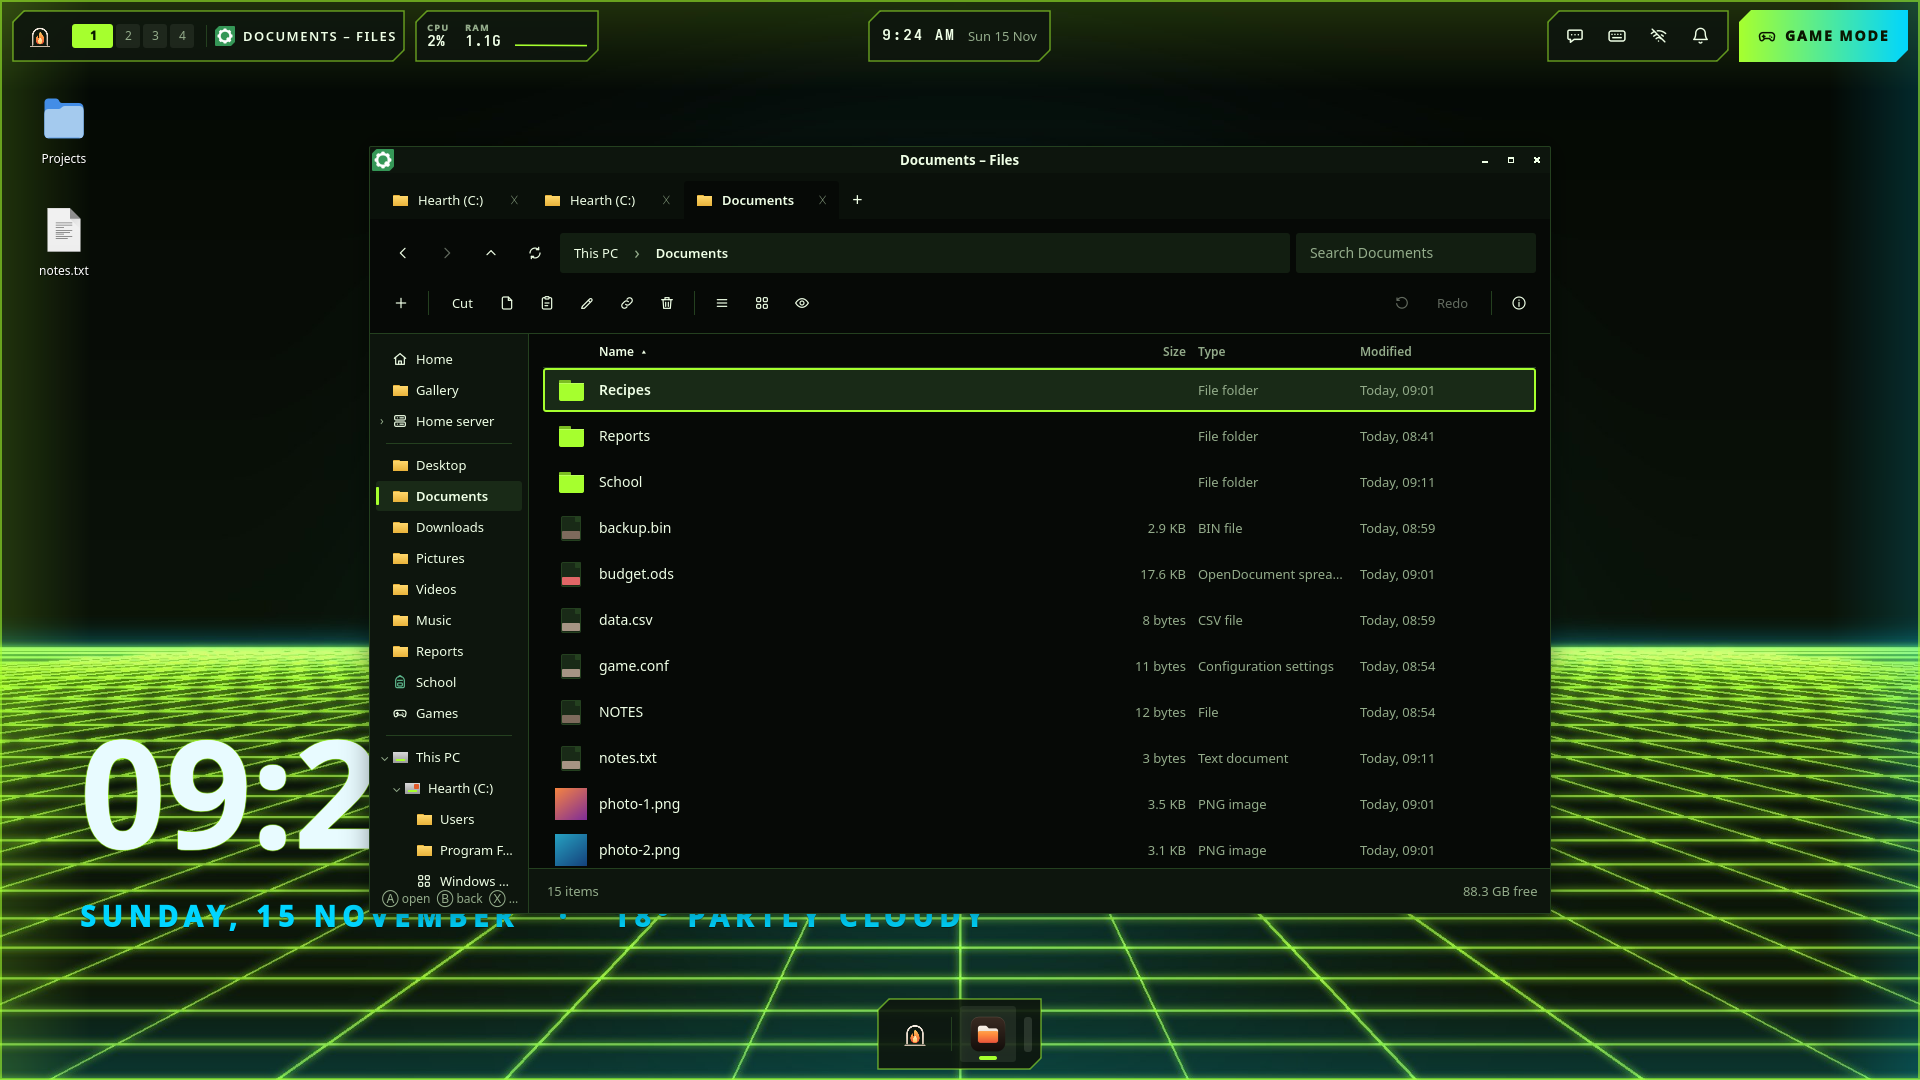 1 2 3 4 DOCUMENTS – FILES
CPU RAM
2% 1.1G
9:24 AM Sun 15 Nov
GAME MODE
Projects
notes.txt
Documents – Files
Hearth (C:) X Hearth (C:) X Documents X +
This PC › Documents
Search Documents
Cut
Redo
Home
Gallery
Home server
Desktop
Documents
Downloads
Pictures
Videos
Music
Reports
School
Games
This PC
Hearth (C:)
Users
Program F...
Windows ...
A open B back X ...
Name Size Type Modified
Recipes File folder Today, 09:01
Reports File folder Today, 08:41
School File folder Today, 09:11
backup.bin 2.9 KB BIN file Today, 08:59
budget.ods 17.6 KB OpenDocument sprea... Today, 09:01
data.csv 8 bytes CSV file Today, 08:59
game.conf 11 bytes Configuration settings Today, 08:54
NOTES 12 bytes File Today, 08:54
notes.txt 3 bytes Text document Today, 09:11
photo-1.png 3.5 KB PNG image Today, 09:01
photo-2.png 3.1 KB PNG image Today, 09:01
15 items 88.3 GB free
09:2
SUNDAY, 15 NOVEMBER · 18° PARTLY CLOUDY